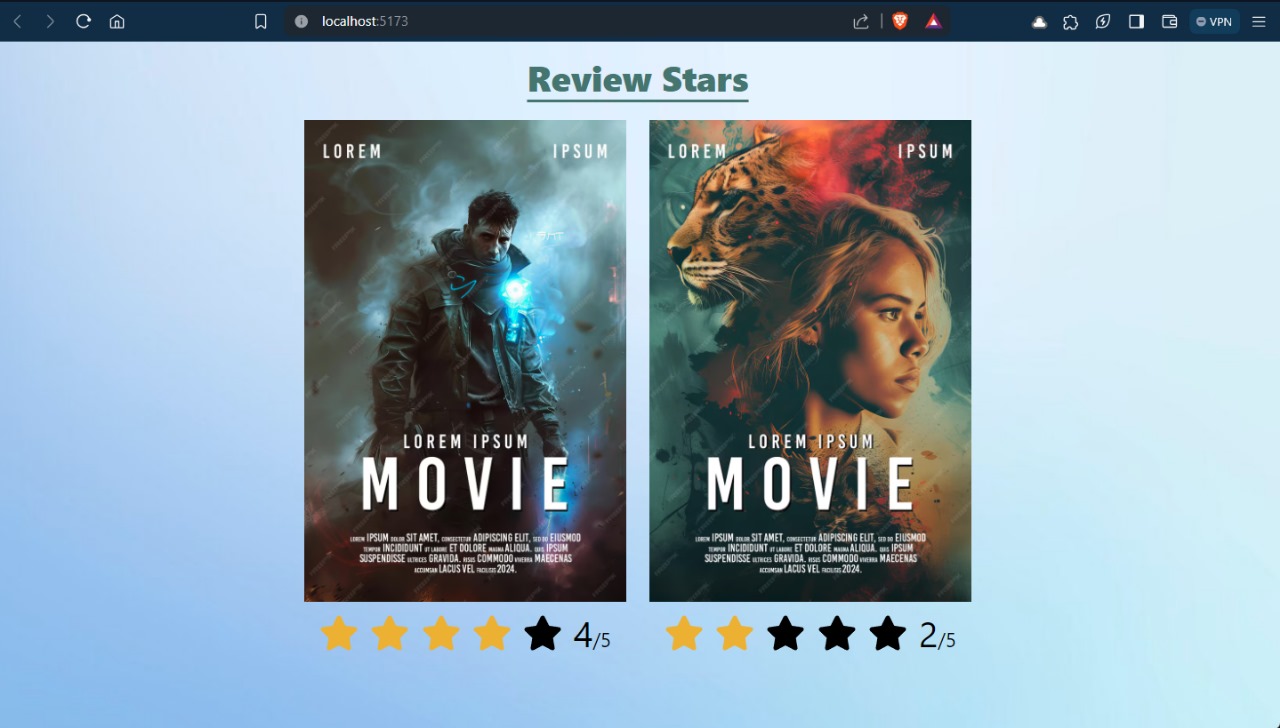 localhost:5173
VPN
Review Stars
LOREM IPSUM
LOREM IPSUM
MOVIE
LOREM IPSUM DOLOR SIT AMET, CONSECTETUR ADIPISCING ELIT, SED DO EIUSMOD
TEMPOR INCIDIDUNT UT LABORE ET DOLORE MAGNA ALIQUA. QUIS IPSUM
SUSPENDISSE ULTRICES GRAVIDA. RISUS COMMODO VIVERRA MAECENAS
ACCUMSAN LACUS VEL FACILISIS 2024.
4/5
LOREM IPSUM
LOREM IPSUM
MOVIE
LOREM IPSUM DOLOR SIT AMET, CONSECTETUR ADIPISCING ELIT, SED DO EIUSMOD
TEMPOR INCIDIDUNT UT LABORE ET DOLORE MAGNA ALIQUA. QUIS IPSUM
SUSPENDISSE ULTRICES GRAVIDA. RISUS COMMODO VIVERRA MAECENAS
ACCUMSAN LACUS VEL FACILISIS 2024.
2/5